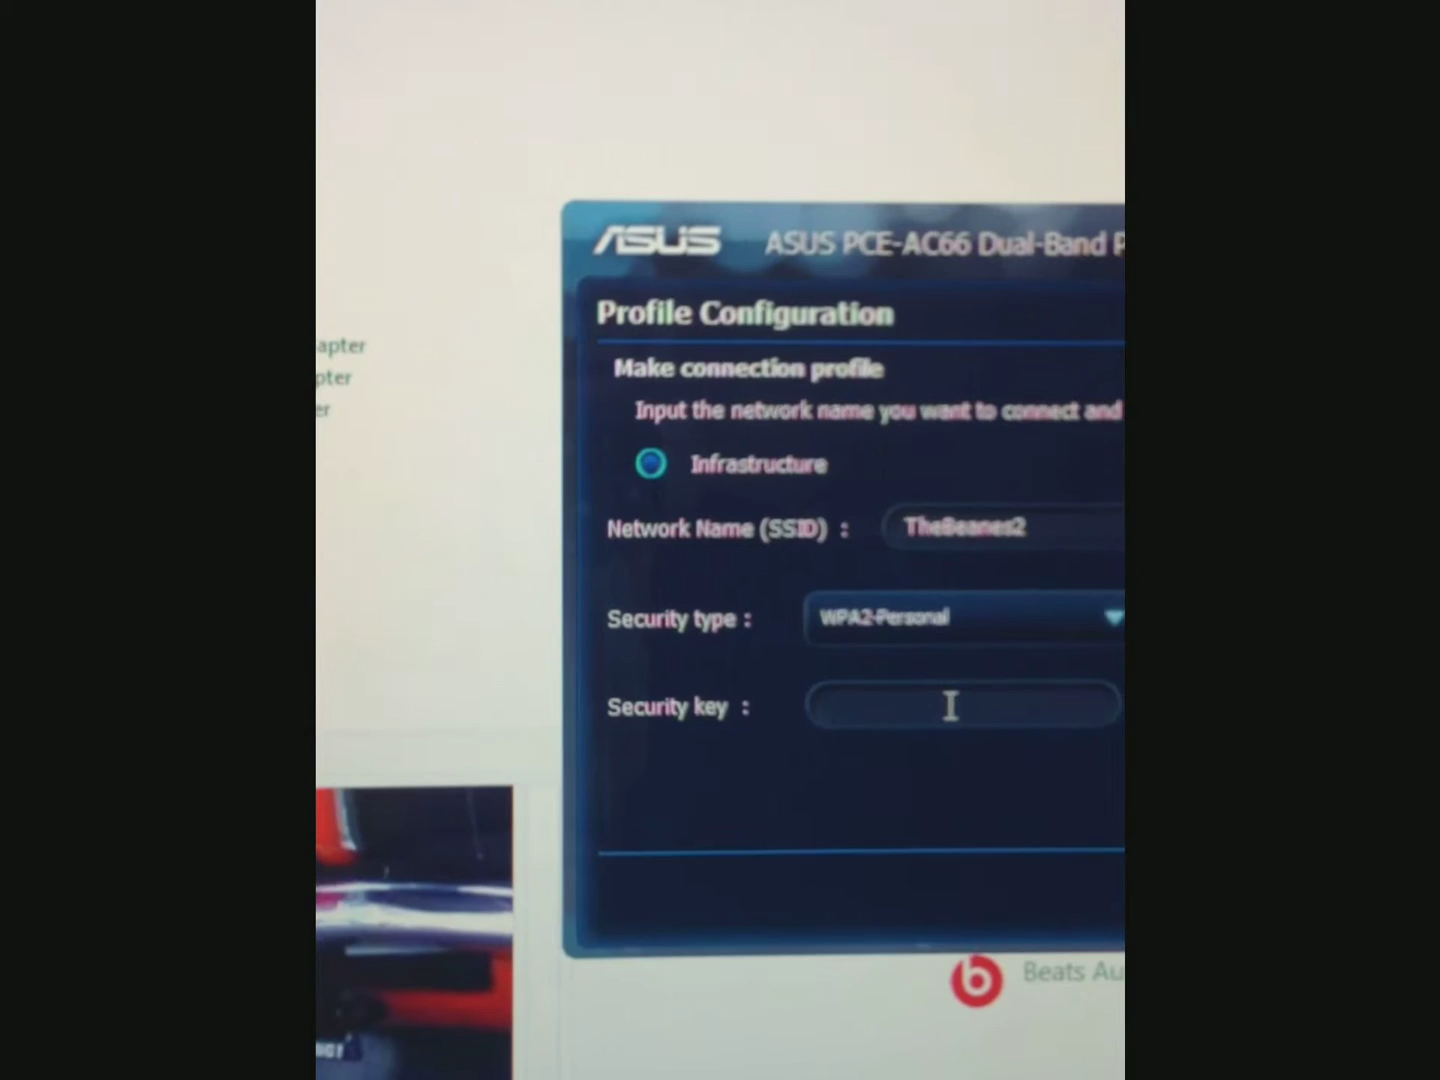 ASUS ASUS PCE-AC66 Dual-Band P
Profile Configuration
Make connection profile
Input the network name you want to connect and
Infrastructure
Network Name (SSID) : TheBeanes2
Security type : WPA2-Personal
Security key :
apter
pter
er
b Beats Au